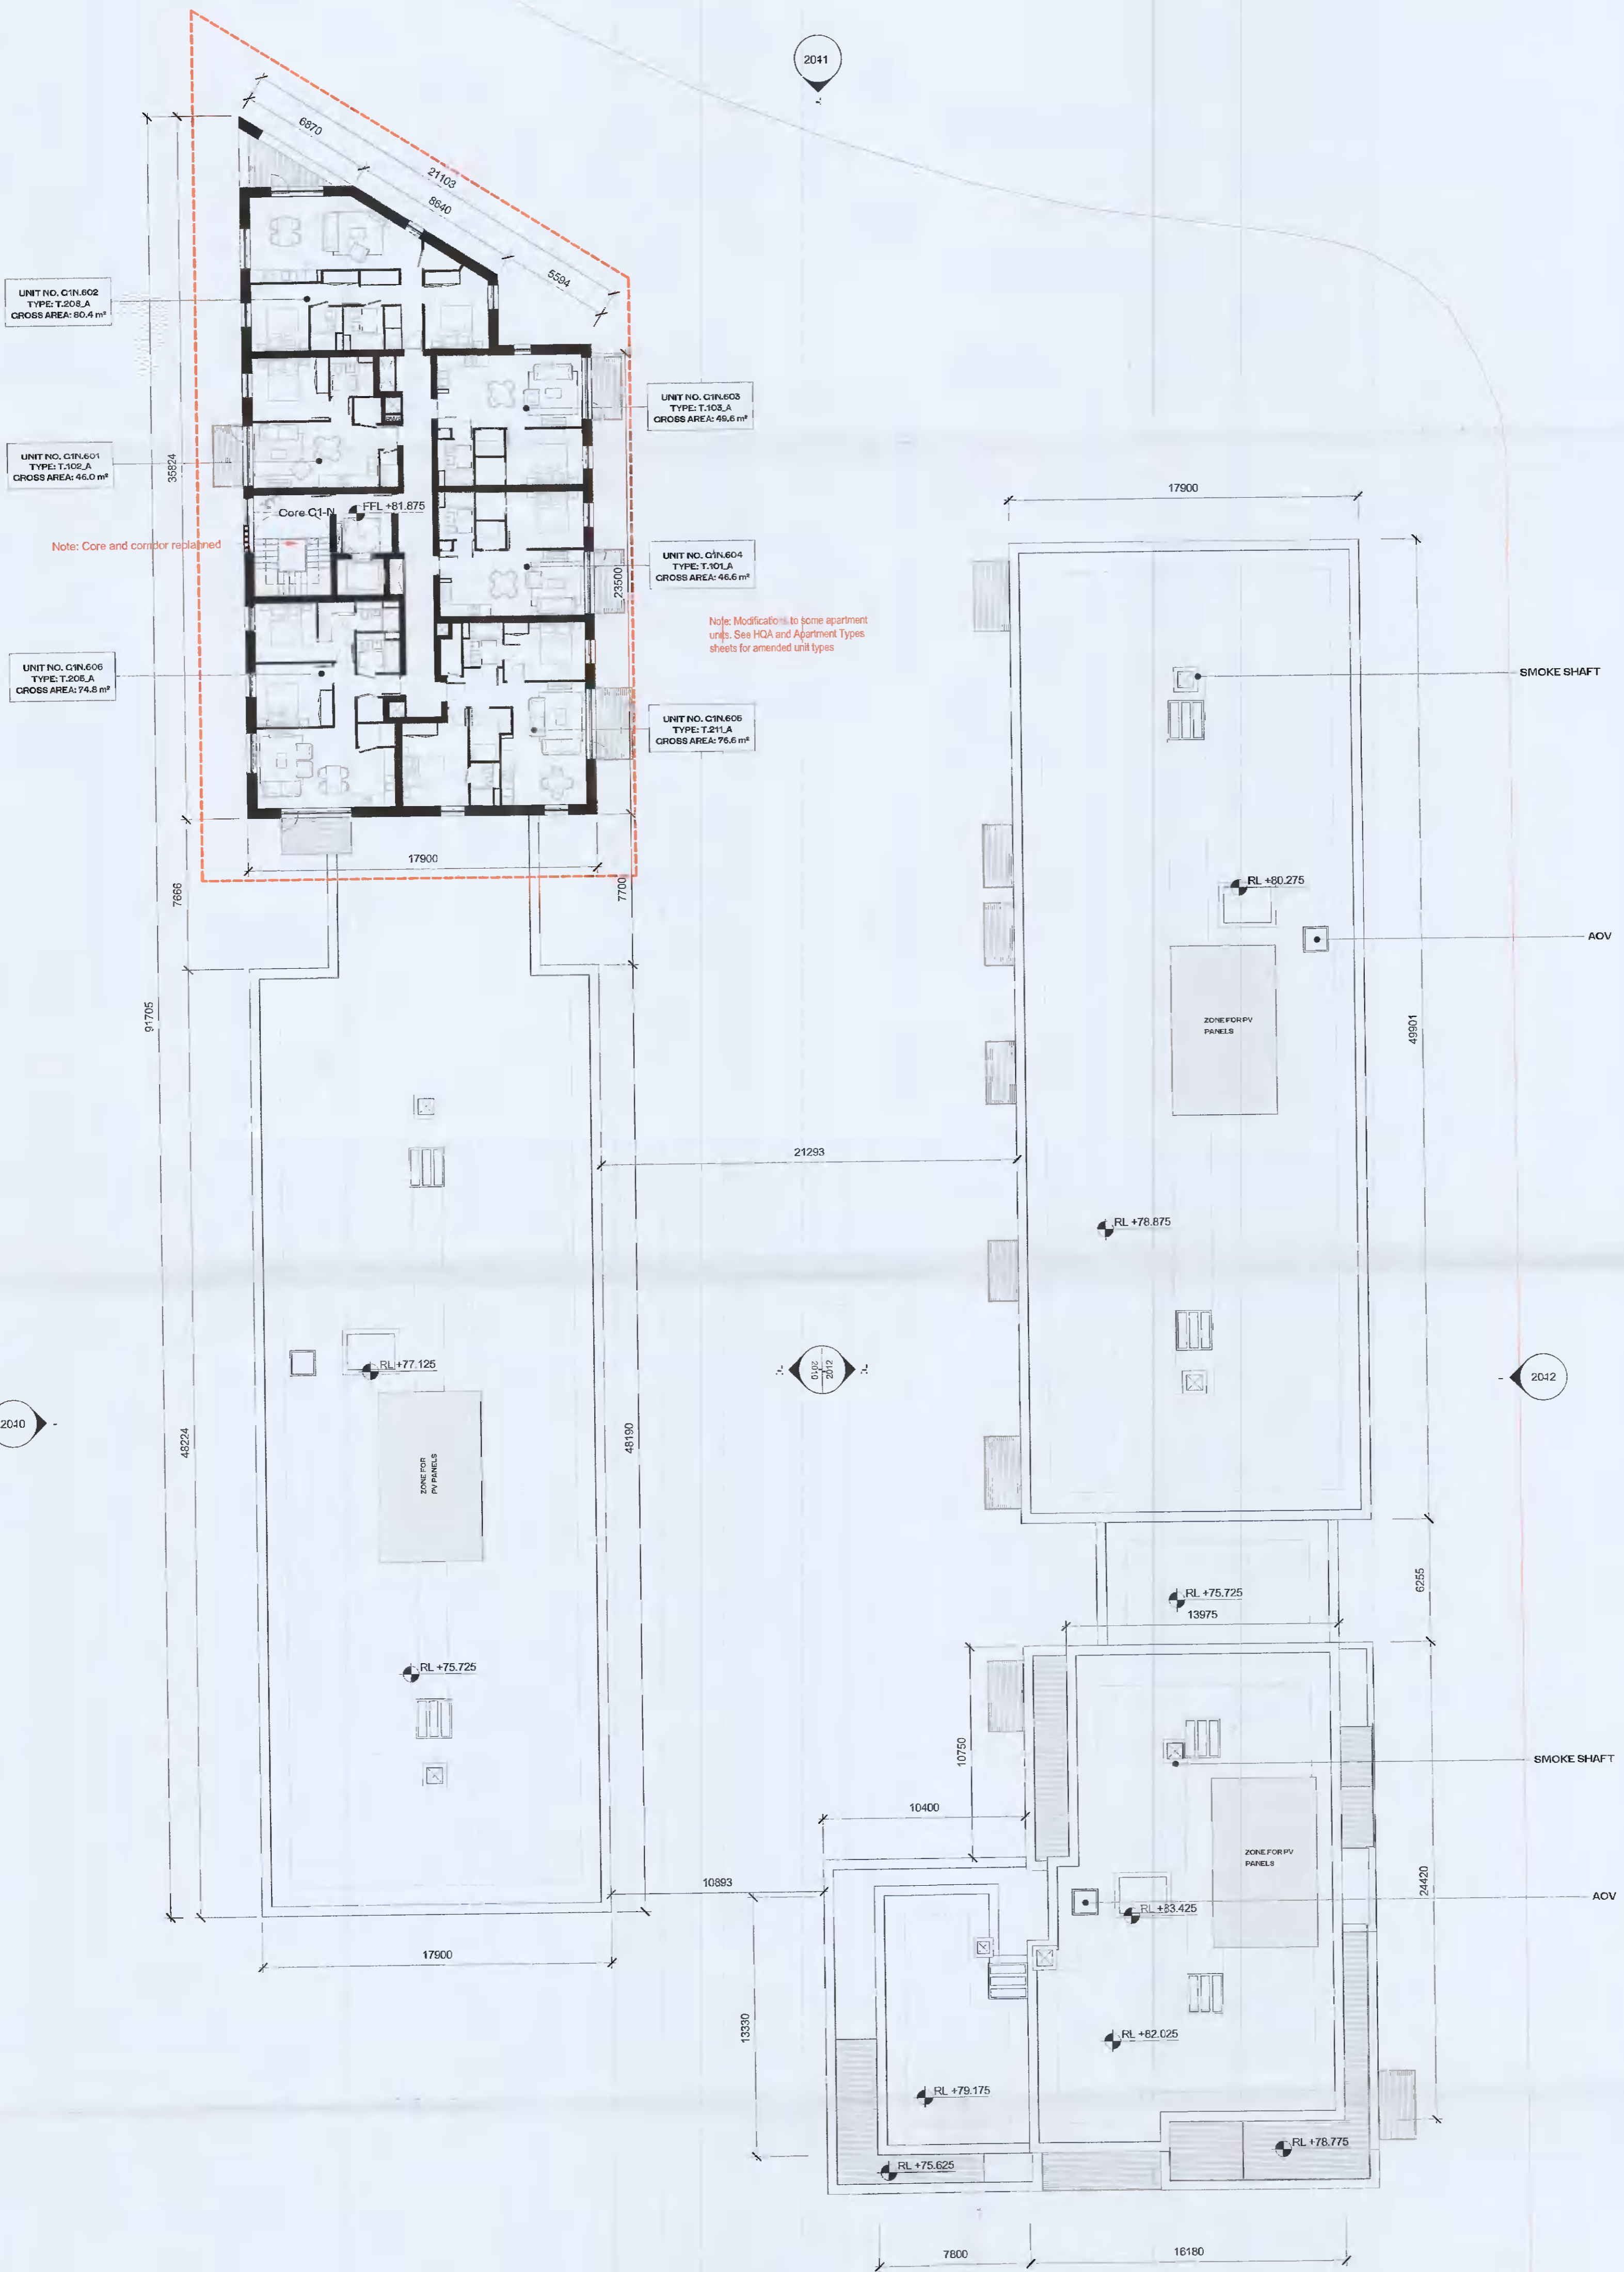 2041
6870
21103
8640
5594
UNIT NO. C1N.602
TYPE: T.208_A
GROSS AREA: 80.4 m²
UNIT NO. C1N.603
TYPE: T.103_A
GROSS AREA: 49.6 m²
UNIT NO. C1N.601
TYPE: T.102_A
GROSS AREA: 46.0 m²
35824
17900
Core C1-N
FFL +81.875
Note: Core and corridor replanned
UNIT NO. C1N.604
TYPE: T.101_A
GROSS AREA: 46.6 m²
23500
Note: Modifications to some apartment
units. See HQA and Apartment Types
sheets for amended unit types
UNIT NO. C1N.606
TYPE: T.205_A
GROSS AREA: 74.8 m²
SMOKE SHAFT
UNIT NO. C1N.605
TYPE: T.211_A
GROSS AREA: 76.6 m²
17900
7666
7700
RL +80.275
AOV
91705
ZONE FOR PV
PANELS
49901
21293
RL +78.875
RL +77.125
2010
2012
2012
2040
48224
48190
ZONE FOR
PV PANELS
RL +75.725
13975
6255
RL +75.725
10750
SMOKE SHAFT
10400
ZONE FOR PV
PANELS
24420
10893
AOV
RL +83.425
17900
13330
RL +82.025
RL +79.175
RL +78.775
RL +75.625
7800
16180